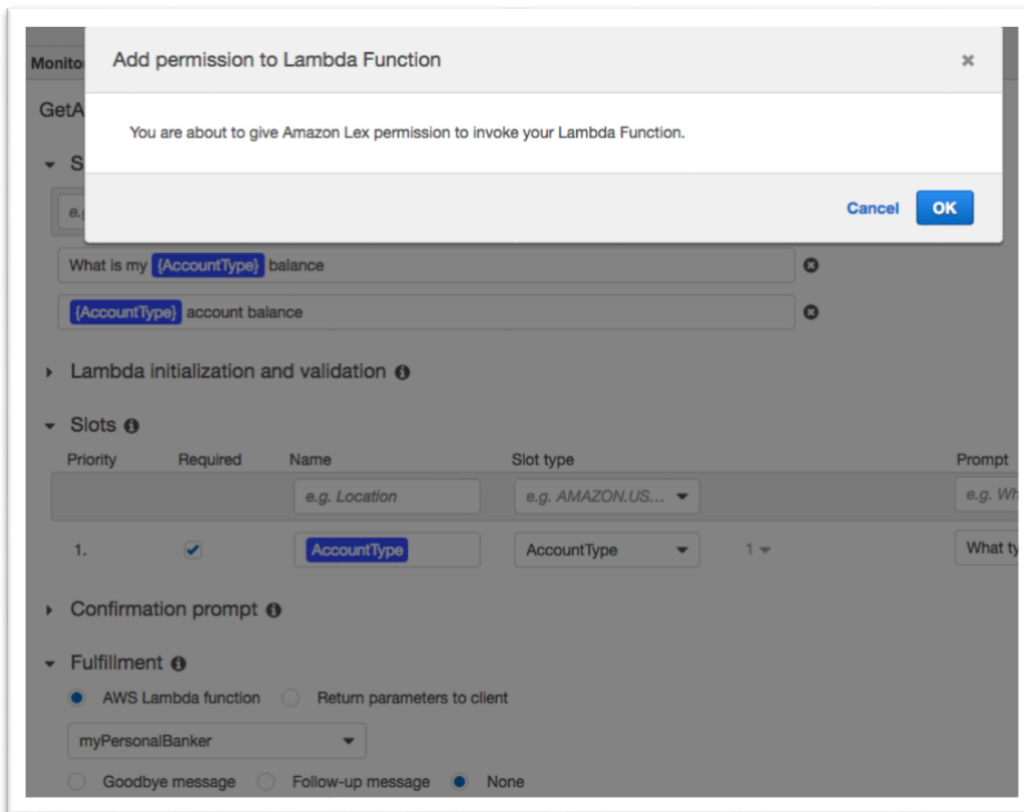 Add permission to Lambda Function
You are about to give Amazon Lex permission to invoke your Lambda Function.
Cancel OK
What is my {AccountType} balance
{AccountType} account balance
Lambda initialization and validation
Slots
Priority Required Name Slot type Prompt
e.g. Location e.g. AMAZON.US... e.g.
1. AccountType AccountType 1 What
Confirmation prompt
Fulfillment
AWS Lambda function Return parameters to client
myPersonalBanker
Goodbye message Follow-up message None